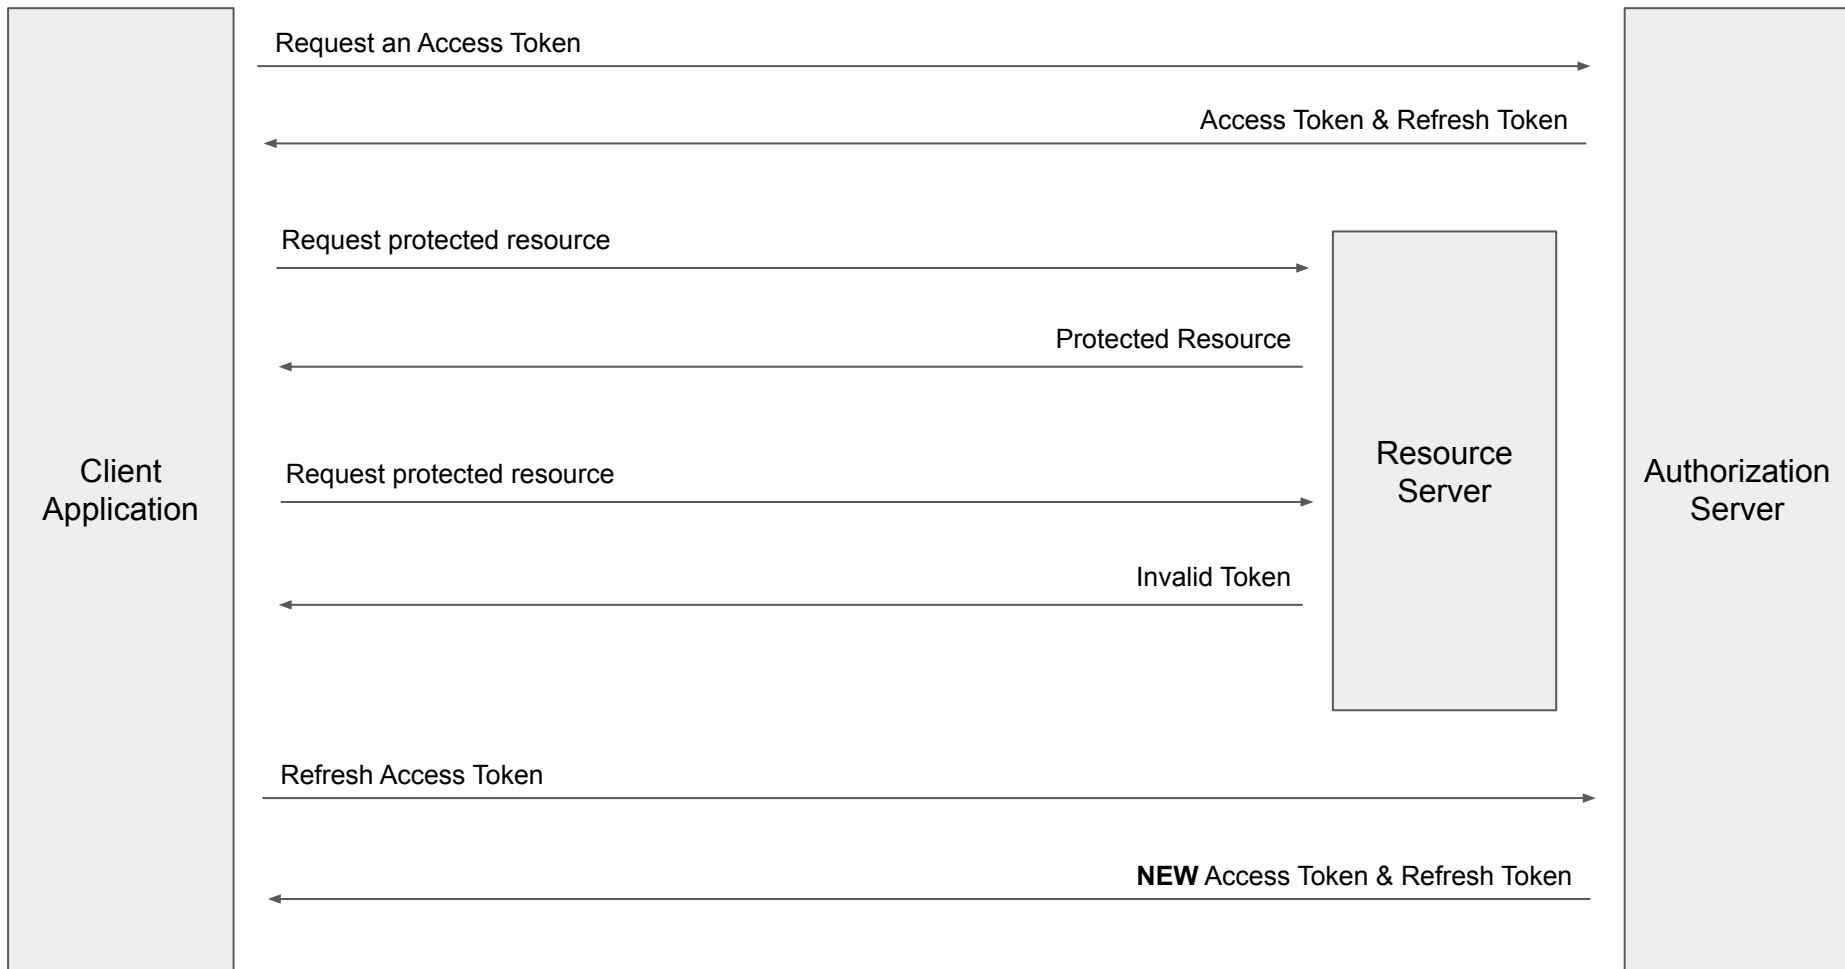 Request an Access Token
Access Token & Refresh Token
Request protected resource
Protected Resource
Resource
Server
Client
Application
Authorization
Server
Request protected resource
Invalid Token
Refresh Access Token
NEW Access Token & Refresh Token